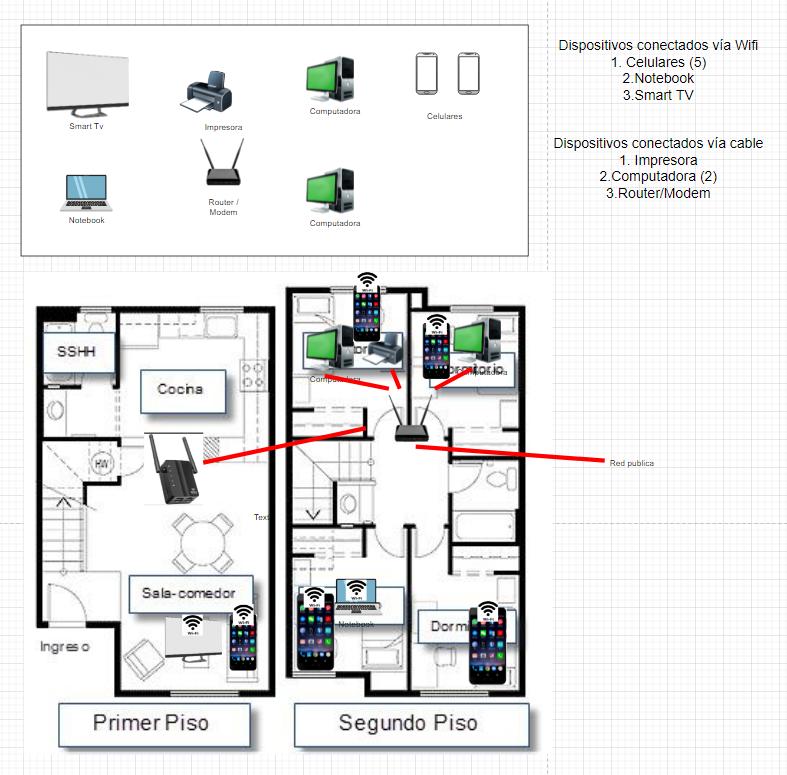 Dispositivos conectados vía Wifi
1. Celulares (5)
2.Notebook
3.Smart TV
Dispositivos conectados vía cable
1. Impresora
2.Computadora (2)
3.Router/Modem
Smart Tv
Impresora
Computadora
Celulares
Notebook
Router /
Modem
Computadora
Wi-Fi
Wi-Fi
SSHH
Cocina
HW
Computadora
Red publica
Text
Sala-comedor
Wi-Fi
Wi-Fi
Ingreso
Wi-Fi
Wi-Fi
Notebook
Wi-Fi
Primer Piso
Segundo Piso